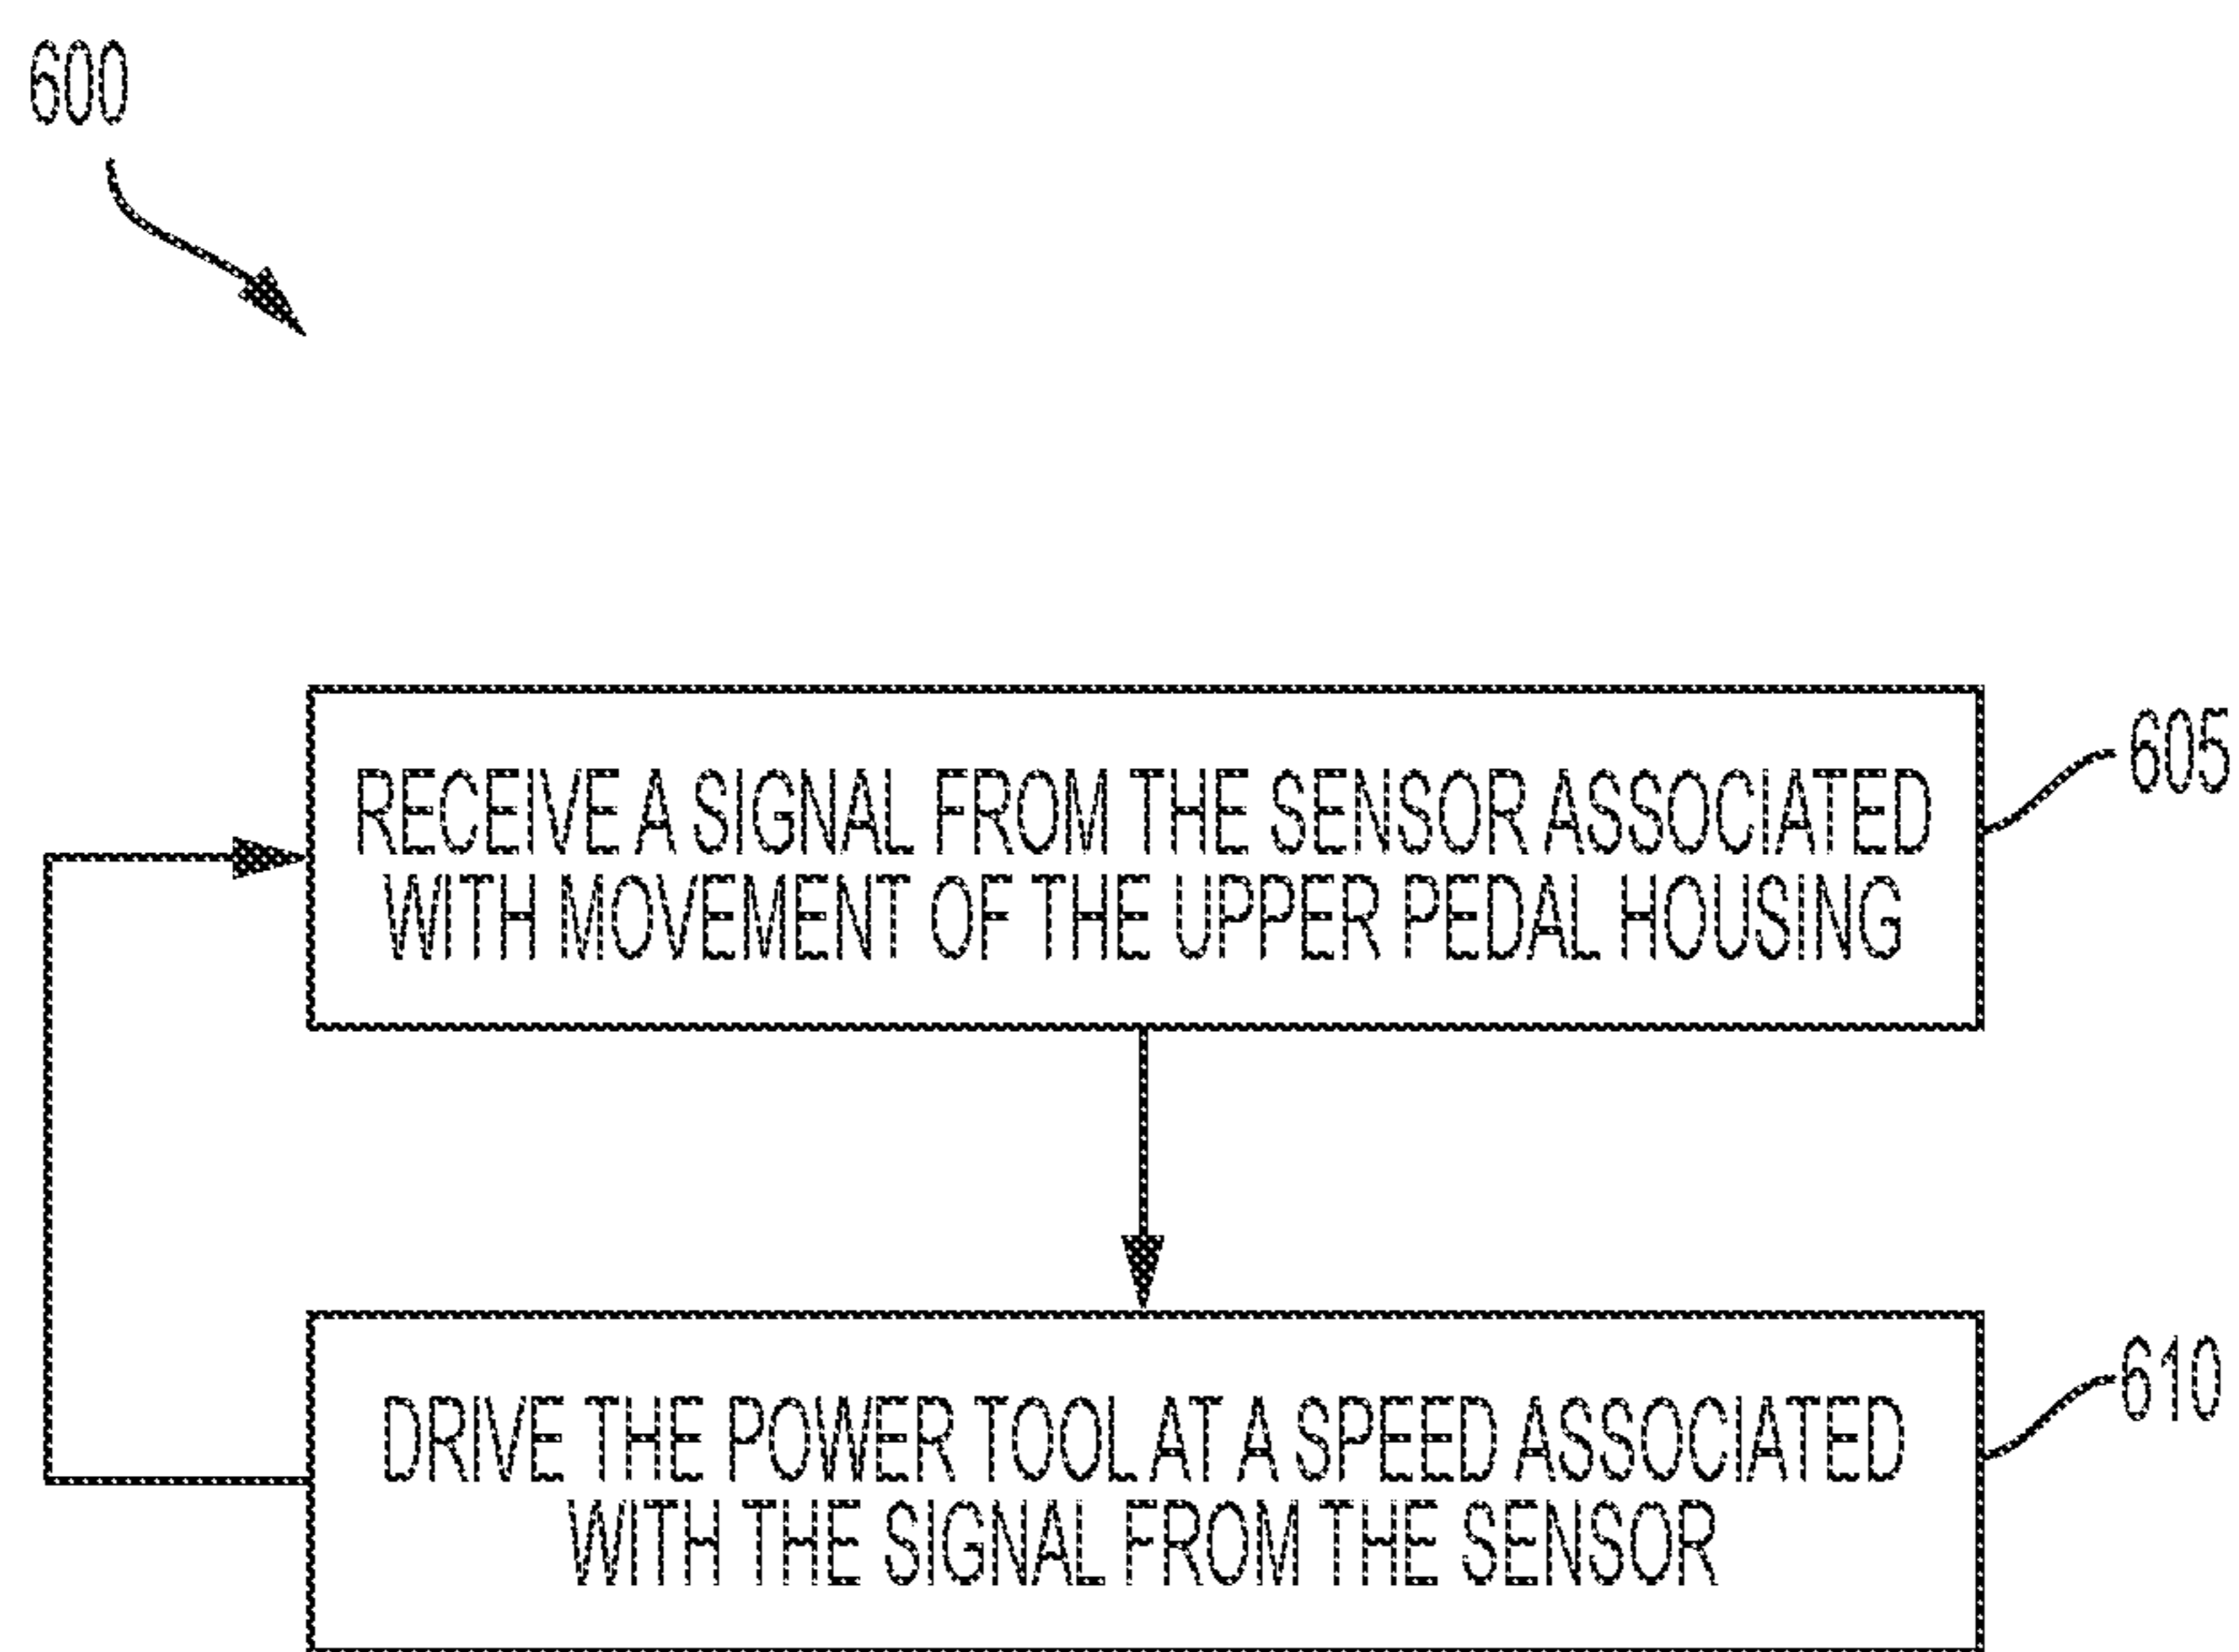 600
RECEIVE A SIGNAL FROM THE SENSOR ASSOCIATED
WITH MOVEMENT OF THE UPPER PEDAL HOUSING
605
DRIVE THE POWER TOOL AT A SPEED ASSOCIATED
WITH THE SIGNAL FROM THE SENSOR
610